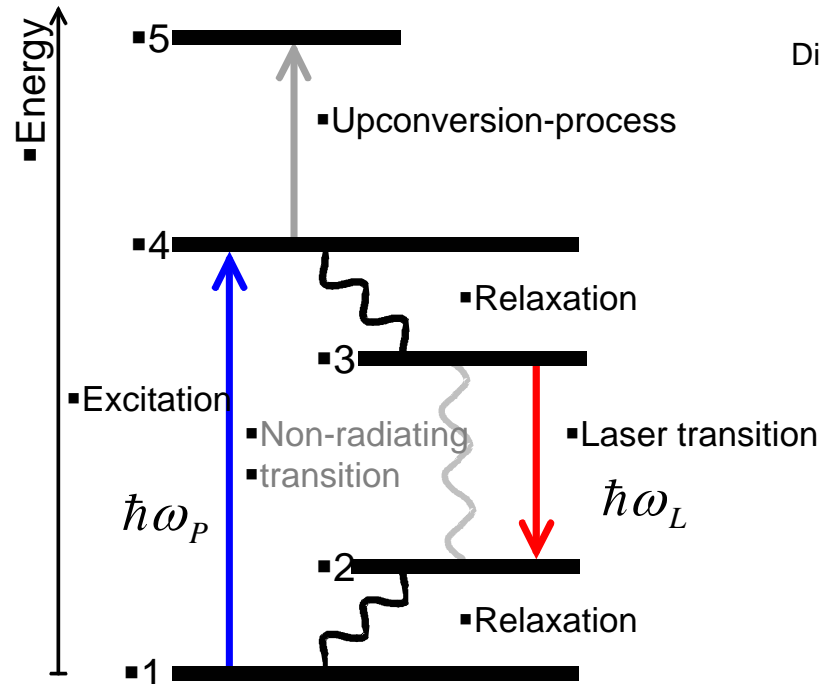 ▪5
Di
▪Energy
▪Upconversion-process
▪4
▪Relaxation
▪3
▪Excitation
▪Non-radiating
▪transition
▪Laser transition
ℏω_P
ℏω_L
▪2
▪Relaxation
▪1